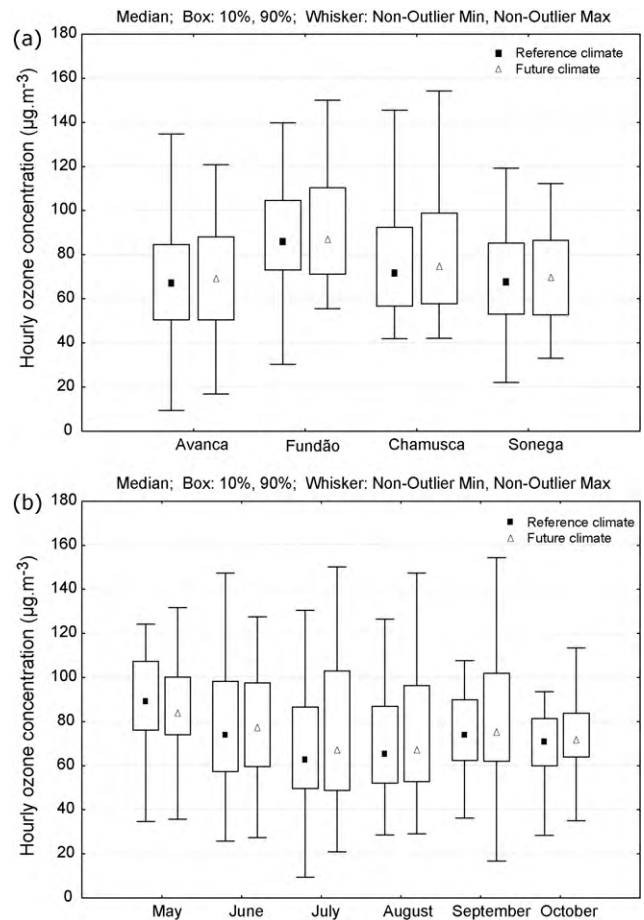 (a)
Median; Box: 10%, 90%; Whisker: Non-Outlier Min, Non-Outlier Max
Hourly ozone concentration (µg.m-3)
180
160
140
120
100
80
60
40
20
0
Reference climate
Future climate
Avanca Fundão Chamusca Sonega
(b)
Median; Box: 10%, 90%; Whisker: Non-Outlier Min, Non-Outlier Max
Hourly ozone concentration (µg.m-3)
180
160
140
120
100
80
60
40
20
0
Reference climate
Future climate
May June July August September October